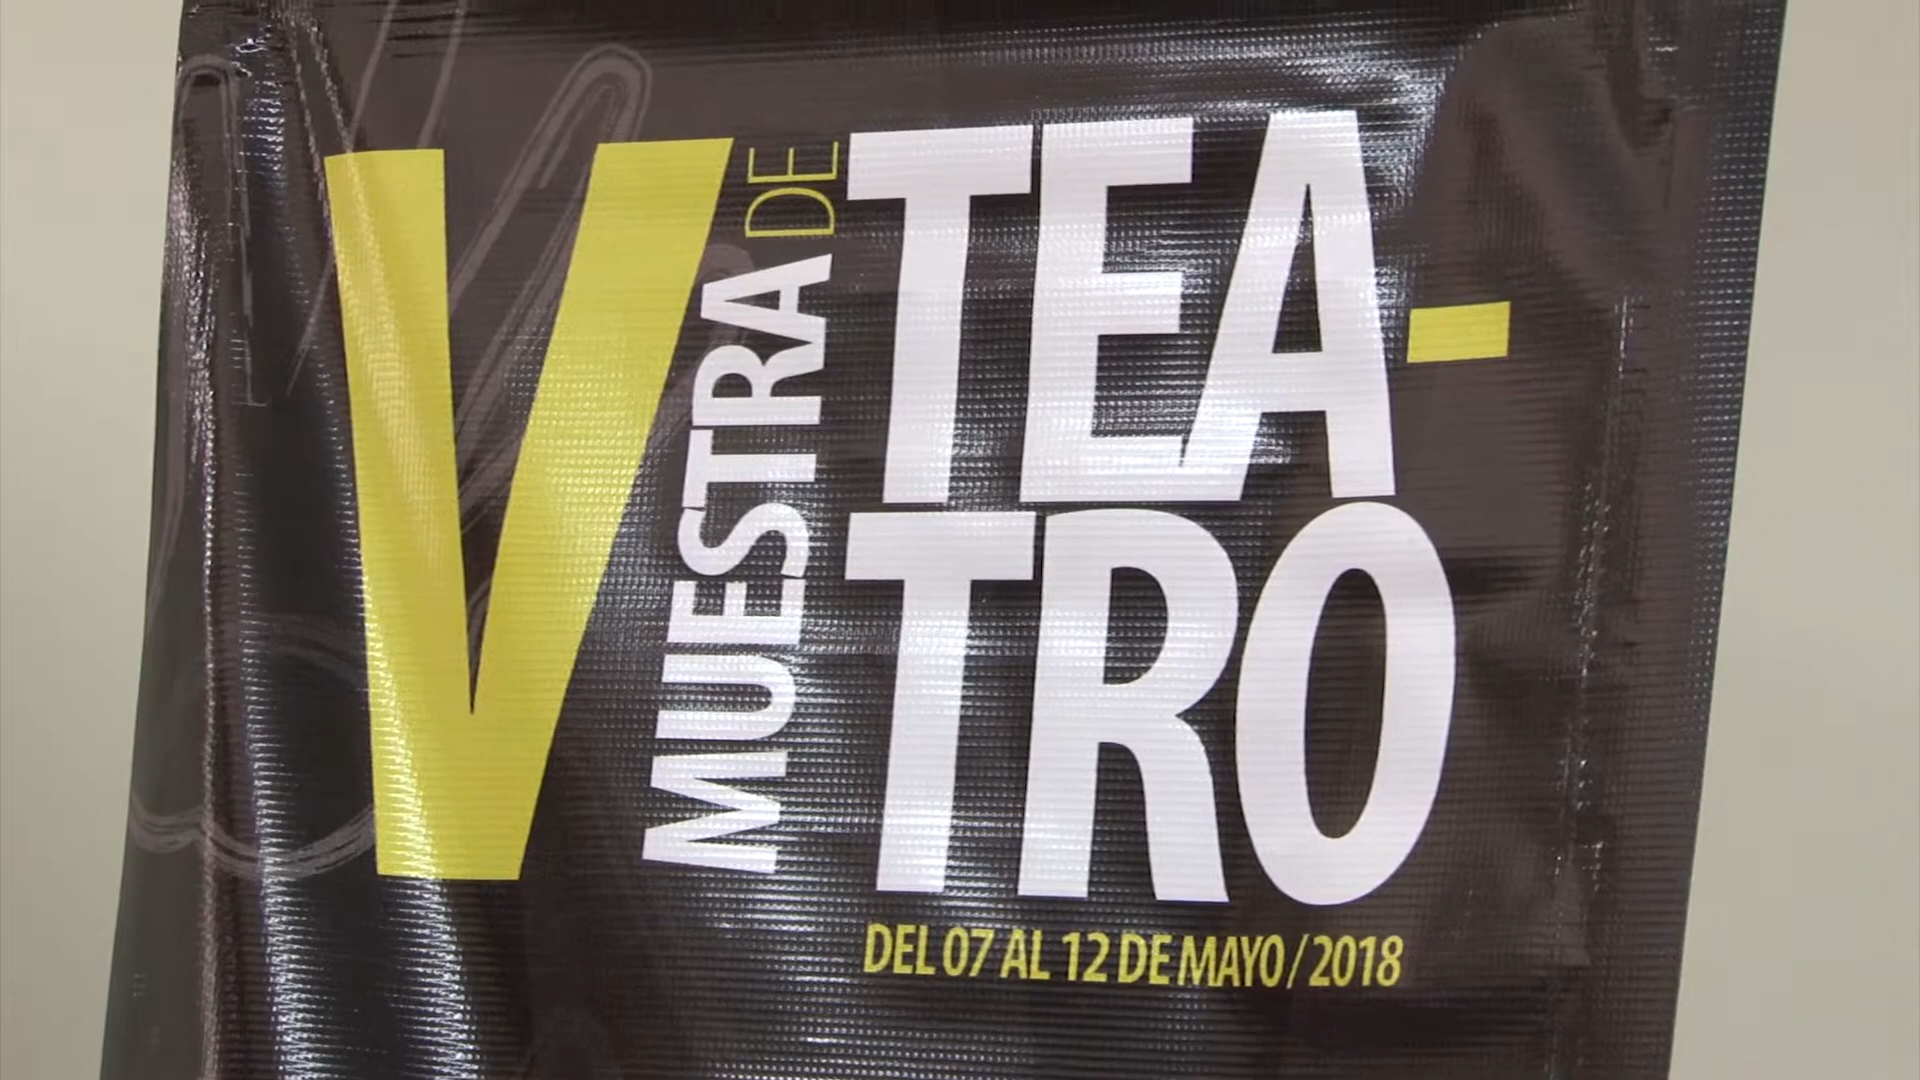 V
MUESTRA DE
TEA-
TRO
DEL 07 AL 12 DE MAYO / 2018